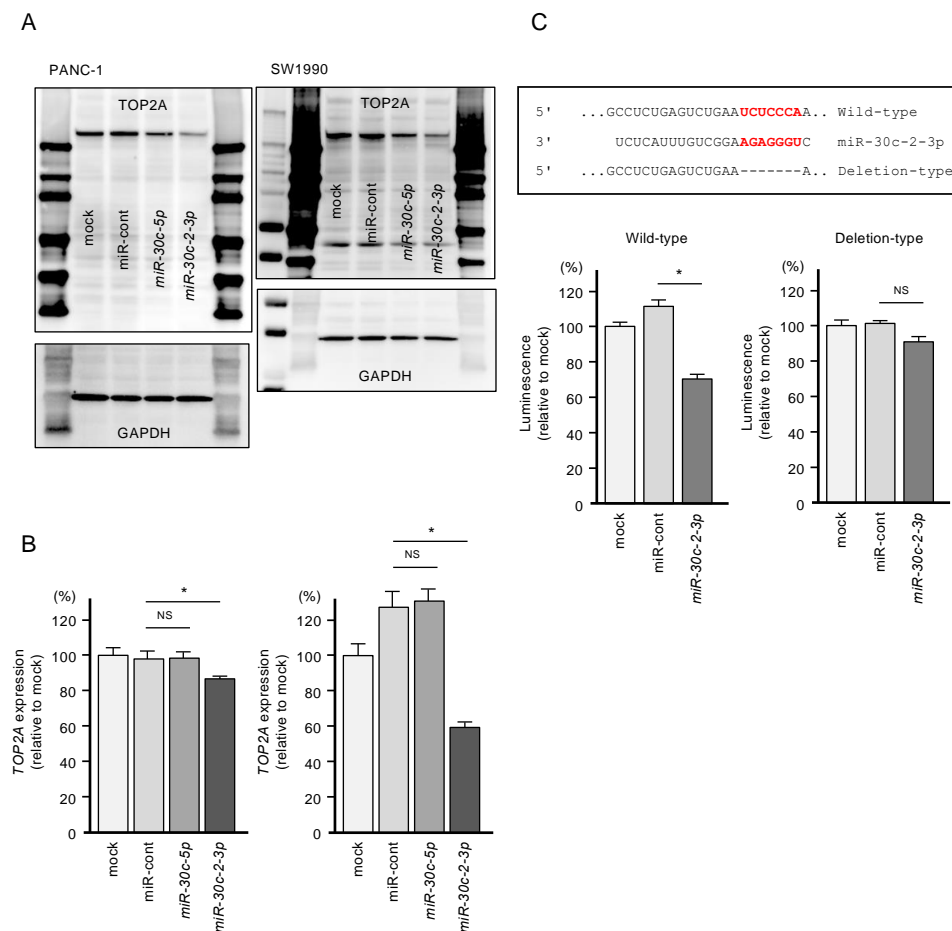 A
PANC-1
TOP2A
mock
miR-cont
miR-30c-5p
miR-30c-2-3p
GAPDH
SW1990
TOP2A
mock
miR-cont
miR-30c-5p
miR-30c-2-3p
GAPDH
B
(%)
120
100
80
60
40
20
0
TOP2A expression
(relative to mock)
*
NS
mock
miR-cont
miR-30c-5p
miR-30c-2-3p
(%)
120
100
80
60
40
20
0
TOP2A expression
(relative to mock)
*
NS
mock
miR-cont
miR-30c-5p
miR-30c-2-3p
C
5' ...GCCUCUGAGUCUGAAUCUCCCAA.. Wild-type
3' UCUCAUUUGUCGGAAGAGGGUC miR-30c-2-3p
5' ...GCCUCUGAGUCUGAA-------A.. Deletion-type
Wild-type
(%)
120
100
80
60
40
20
0
Luminescence
(relative to mock)
*
mock
miR-cont
miR-30c-2-3p
Deletion-type
(%)
120
100
80
60
40
20
0
Luminescence
(relative to mock)
NS
mock
miR-cont
miR-30c-2-3p